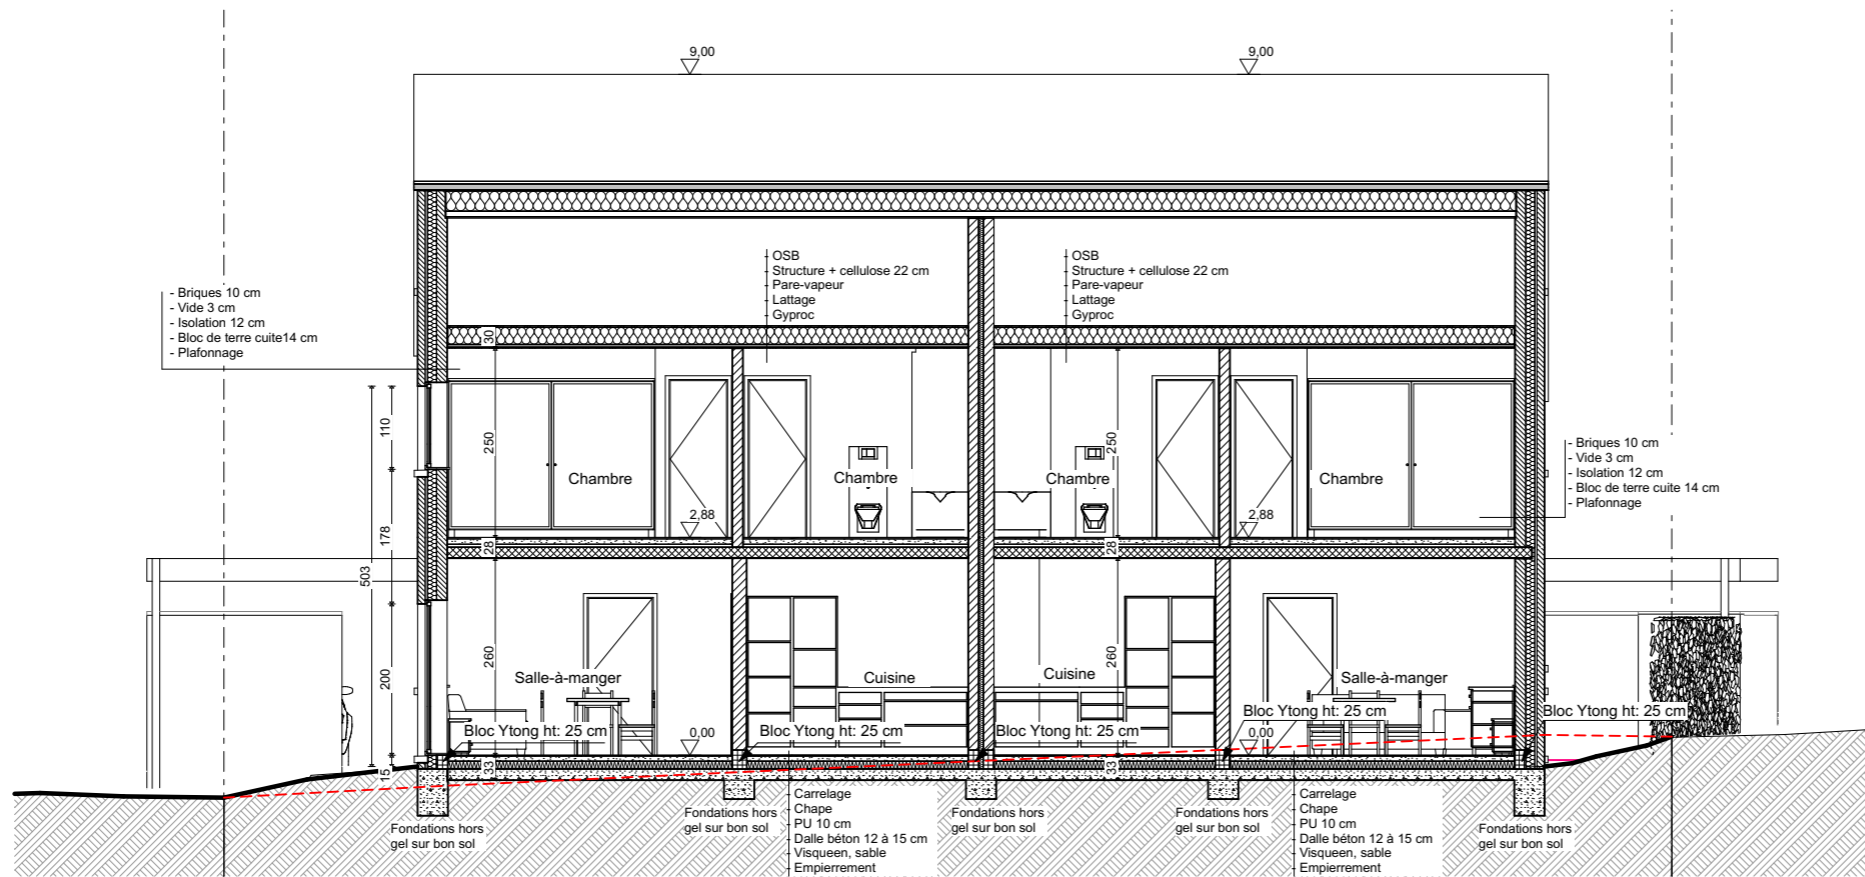 9,00
9,00
- Briques 10 cm
- Vide 3 cm
- Isolation 12 cm
- Bloc de terre cuite14 cm
- Plafonnage
OSB
Structure + cellulose 22 cm
Pare-vapeur
Lattage
Gyproc
OSB
Structure + cellulose 22 cm
Pare-vapeur
Lattage
Gyproc
- Briques 10 cm
- Vide 3 cm
- Isolation 12 cm
- Bloc de terre cuite 14 cm
- Plafonnage
30
110
250
250
Chambre
Chambre
Chambre
Chambre
178
2,88
2,88
28
28
503
200
260
260
Salle-à-manger
Cuisine
Cuisine
Salle-à-manger
Bloc Ytong ht: 25 cm
0,00
Bloc Ytong ht: 25 cm
Bloc Ytong ht: 25 cm
Bloc Ytong ht: 25 cm
0,00
Bloc Ytong ht: 25 cm
15
33
33
Fondations hors
gel sur bon sol
Fondations hors
gel sur bon sol
Carrelage
Chape
PU 10 cm
Dalle béton 12 à 15 cm
Visqueen, sable
Empierrement
Fondations hors
gel sur bon sol
Fondations hors
gel sur bon sol
Carrelage
Chape
PU 10 cm
Dalle béton 12 à 15 cm
Visqueen, sable
Empierrement
Fondations hors
gel sur bon sol